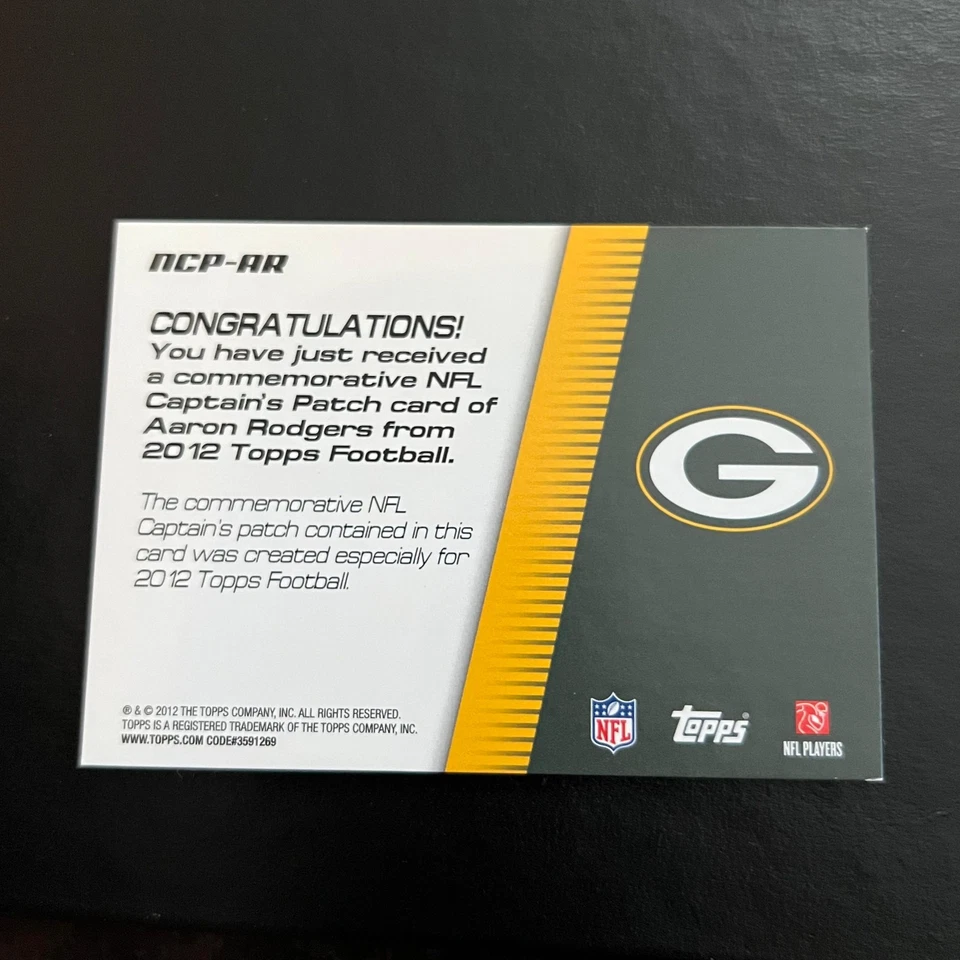 NCP-AR
CONGRATULATIONS!
You have just received
a commemorative NFL
Captain's Patch card of
Aaron Rodgers from
2012 Topps Football.
The commemorative NFL
Captain's patch contained in this
card was created especially for
2012 Topps Football.
® & © 2012 THE TOPPS COMPANY, INC. ALL RIGHTS RESERVED.
TOPPS IS A REGISTERED TRADEMARK OF THE TOPPS COMPANY, INC.
WWW.TOPPS.COM CODE#3591269
G
NFL
Topps®
NFL PLAYERS